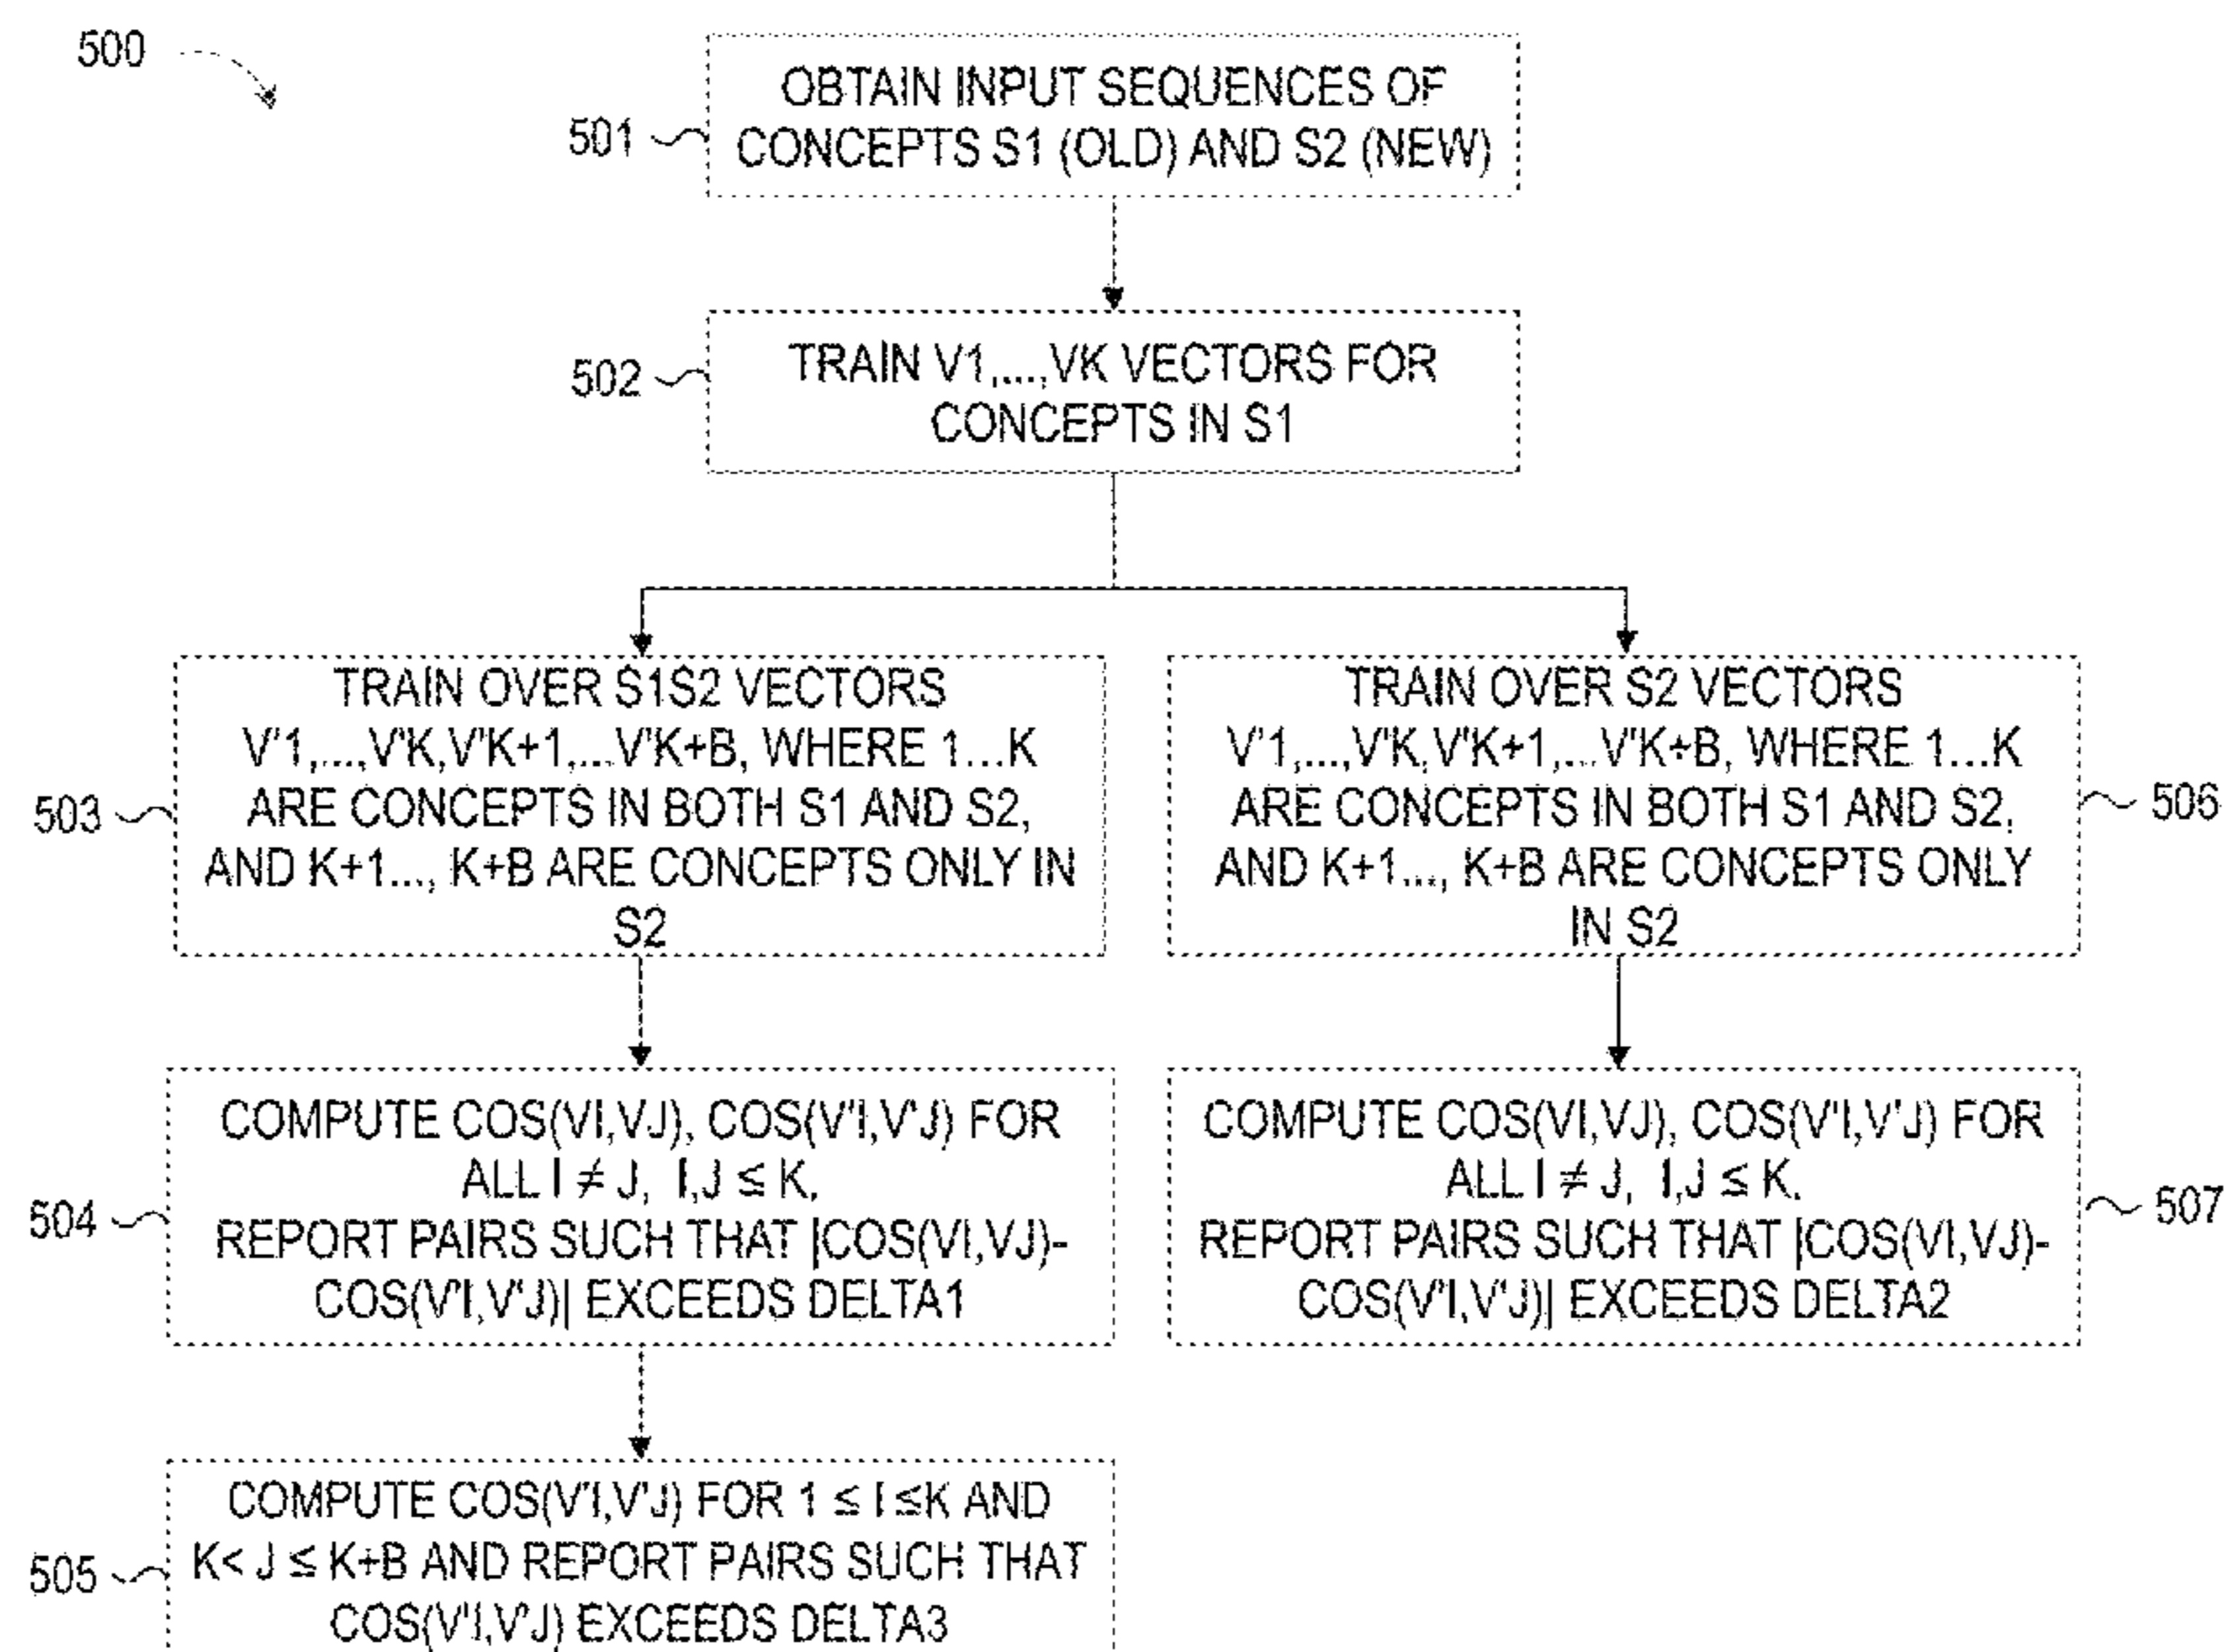 500
OBTAIN INPUT SEQUENCES OF
CONCEPTS S1 (OLD) AND S2 (NEW)
501
TRAIN V1,...,VK VECTORS FOR
CONCEPTS IN S1
502
TRAIN OVER S1S2 VECTORS
V'1,...,V'K,V'K+1,...V'K+B, WHERE 1...K
ARE CONCEPTS IN BOTH S1 AND S2,
AND K+1..., K+B ARE CONCEPTS ONLY IN
S2
503
TRAIN OVER S2 VECTORS
V'1,...,V'K,V'K+1,...V'K+B, WHERE 1...K
ARE CONCEPTS IN BOTH S1 AND S2,
AND K+1..., K+B ARE CONCEPTS ONLY
IN S2
506
COMPUTE COS(VI,VJ), COS(V'I,V'J) FOR
ALL I ≠ J, I,J ≤ K.
REPORT PAIRS SUCH THAT |COS(VI,VJ)-
COS(V'I,V'J)| EXCEEDS DELTA1
504
COMPUTE COS(VI,VJ), COS(V'I,V'J) FOR
ALL I ≠ J, I,J ≤ K.
REPORT PAIRS SUCH THAT |COS(VI,VJ)-
COS(V'I,V'J)| EXCEEDS DELTA2
507
COMPUTE COS(V'I,V'J) FOR 1 ≤ I ≤K AND
K< J ≤ K+B AND REPORT PAIRS SUCH THAT
COS(V'I,V'J) EXCEEDS DELTA3
505